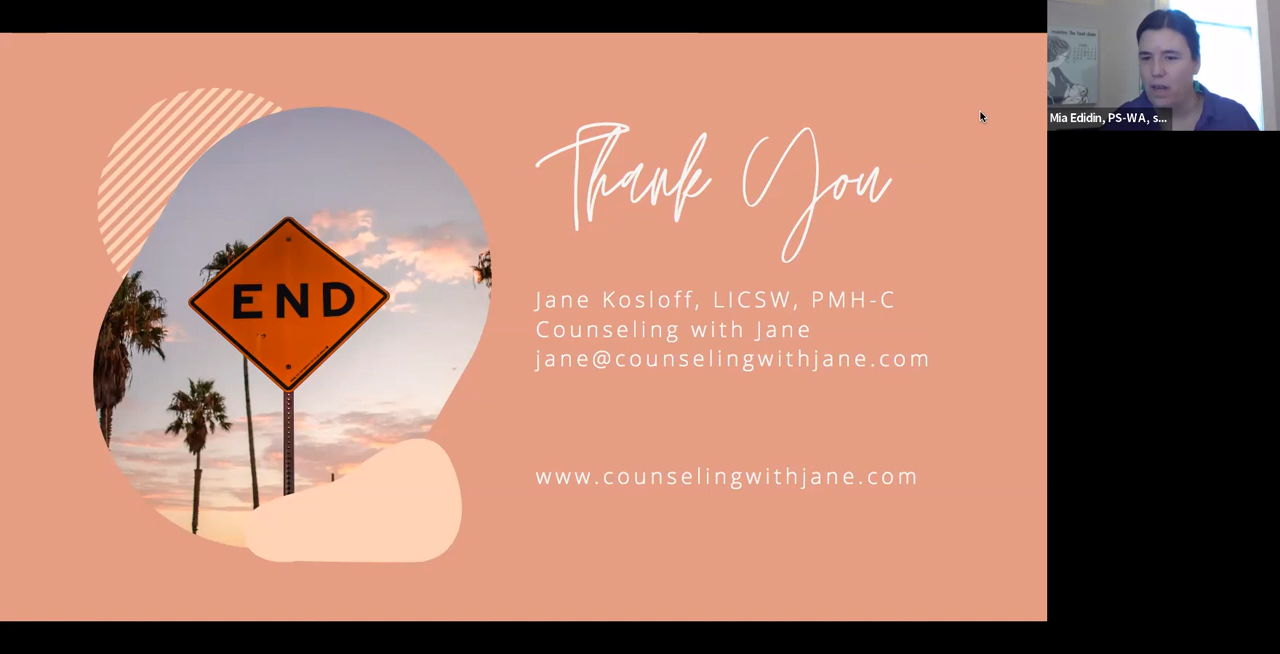 Thank You
Jane Kosloff, LICSW, PMH-C
Counseling with Jane
jane@counselingwithjane.com
www.counselingwithjane.com
END
Mia Edidin, PS-WA, s...